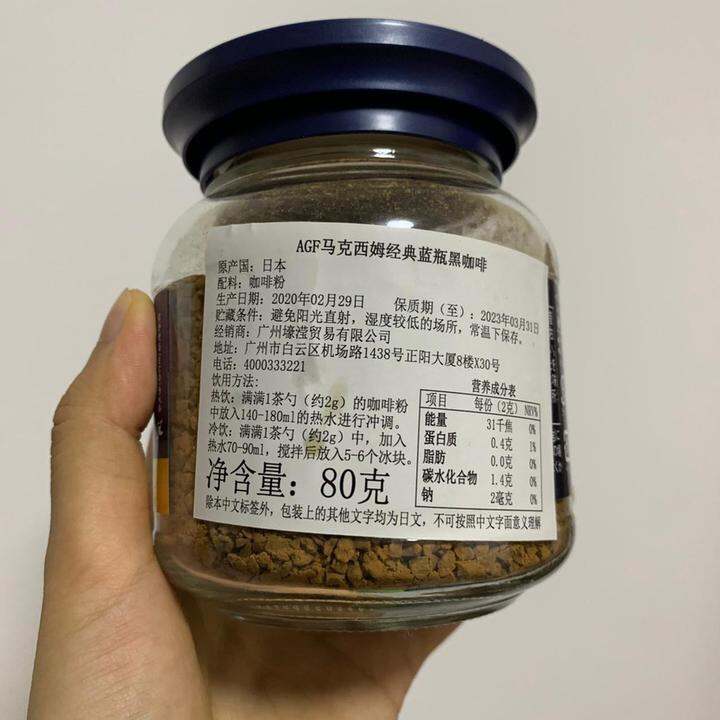 AGF马克西姆经典蓝瓶黑咖啡
原产国：日本
配料：咖啡粉
生产日期：2020年02月29日 保质期（至）：2023年03月31日
贮藏条件：避免阳光直射，湿度较低的场所，常温下保存。
经销商：广州壕滢贸易有限公司
地址：广州市白云区机场路1438号正阳大厦8楼X30号
电话：4000333221
饮用方法：
热饮：满满1茶勺（约2g）的咖啡粉
中放入140-180ml的热水进行冲调。
冷饮：满满1茶勺（约2g）中，加入
热水70-90ml，搅拌后放入5-6个冰块。
营养成分表
项目 每份（2克） NRV%
能量 31千焦 0%
蛋白质 0.4克 1%
脂肪 0.0克 0%
碳水化合物 1.4克 0%
钠 2毫克 0%
净含量：80克
除本中文标签外，包装上的其他文字均为日文，不可按照中文字面意义理解